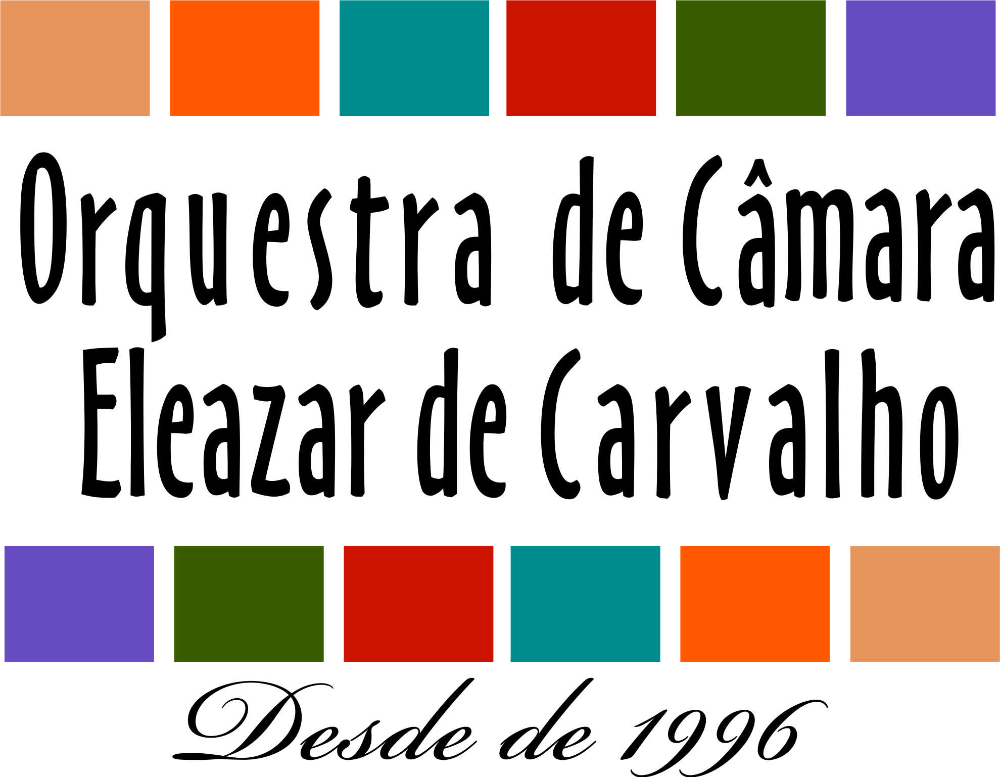 Orquestra de Câmara
Eleazar de Carvalho
Desde de 1996